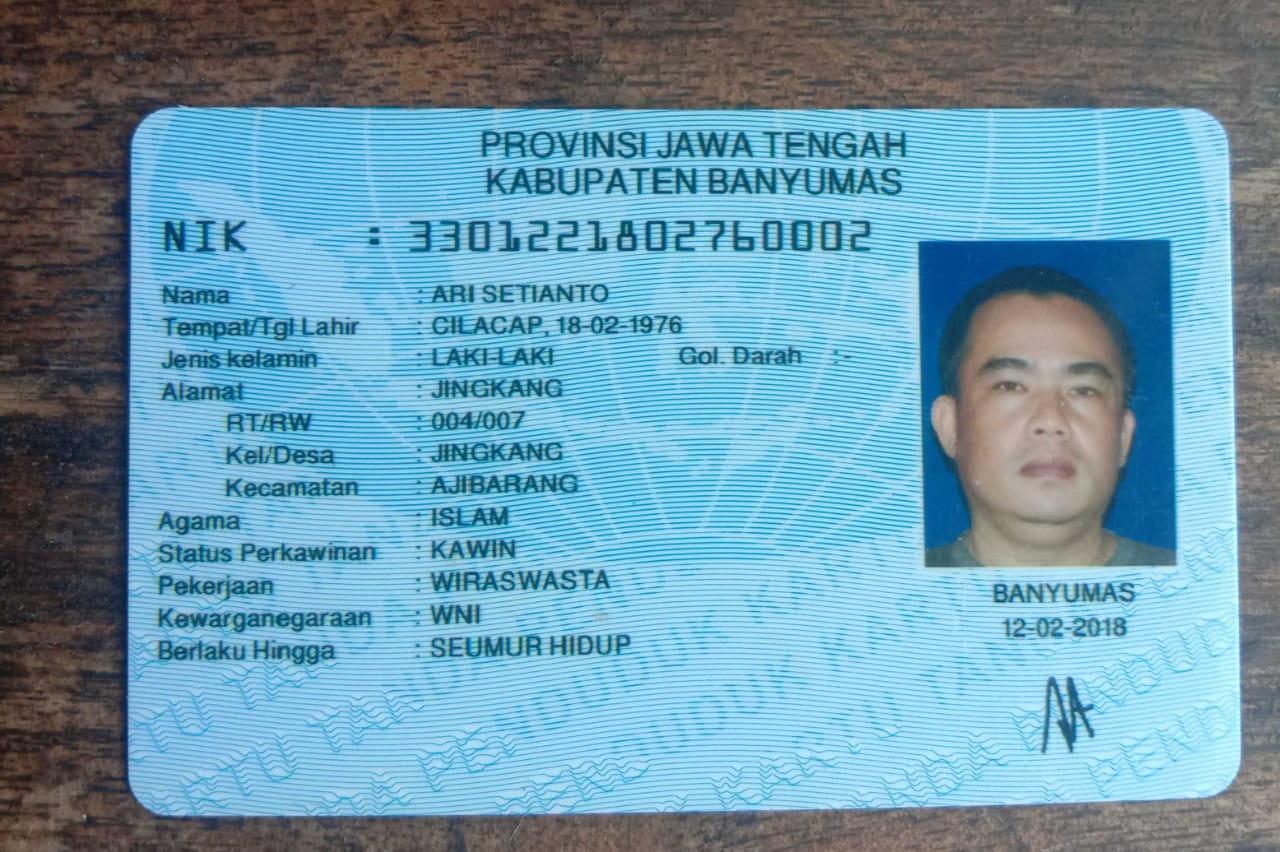 PROVINSI JAWA TENGAH
KABUPATEN BANYUMAS
NIK : 3301221802760002
Nama : ARI SETIANTO
Tempat/Tgl Lahir : CILACAP, 18-02-1976
Jenis kelamin : LAKI-LAKI Gol. Darah :-
Alamat : JINGKANG
RT/RW : 004/007
Kel/Desa : JINGKANG
Kecamatan : AJIBARANG
Agama : ISLAM
Status Perkawinan : KAWIN
Pekerjaan : WIRASWASTA
Kewarganegaraan : WNI
Berlaku Hingga : SEUMUR HIDUP
BANYUMAS
12-02-2018